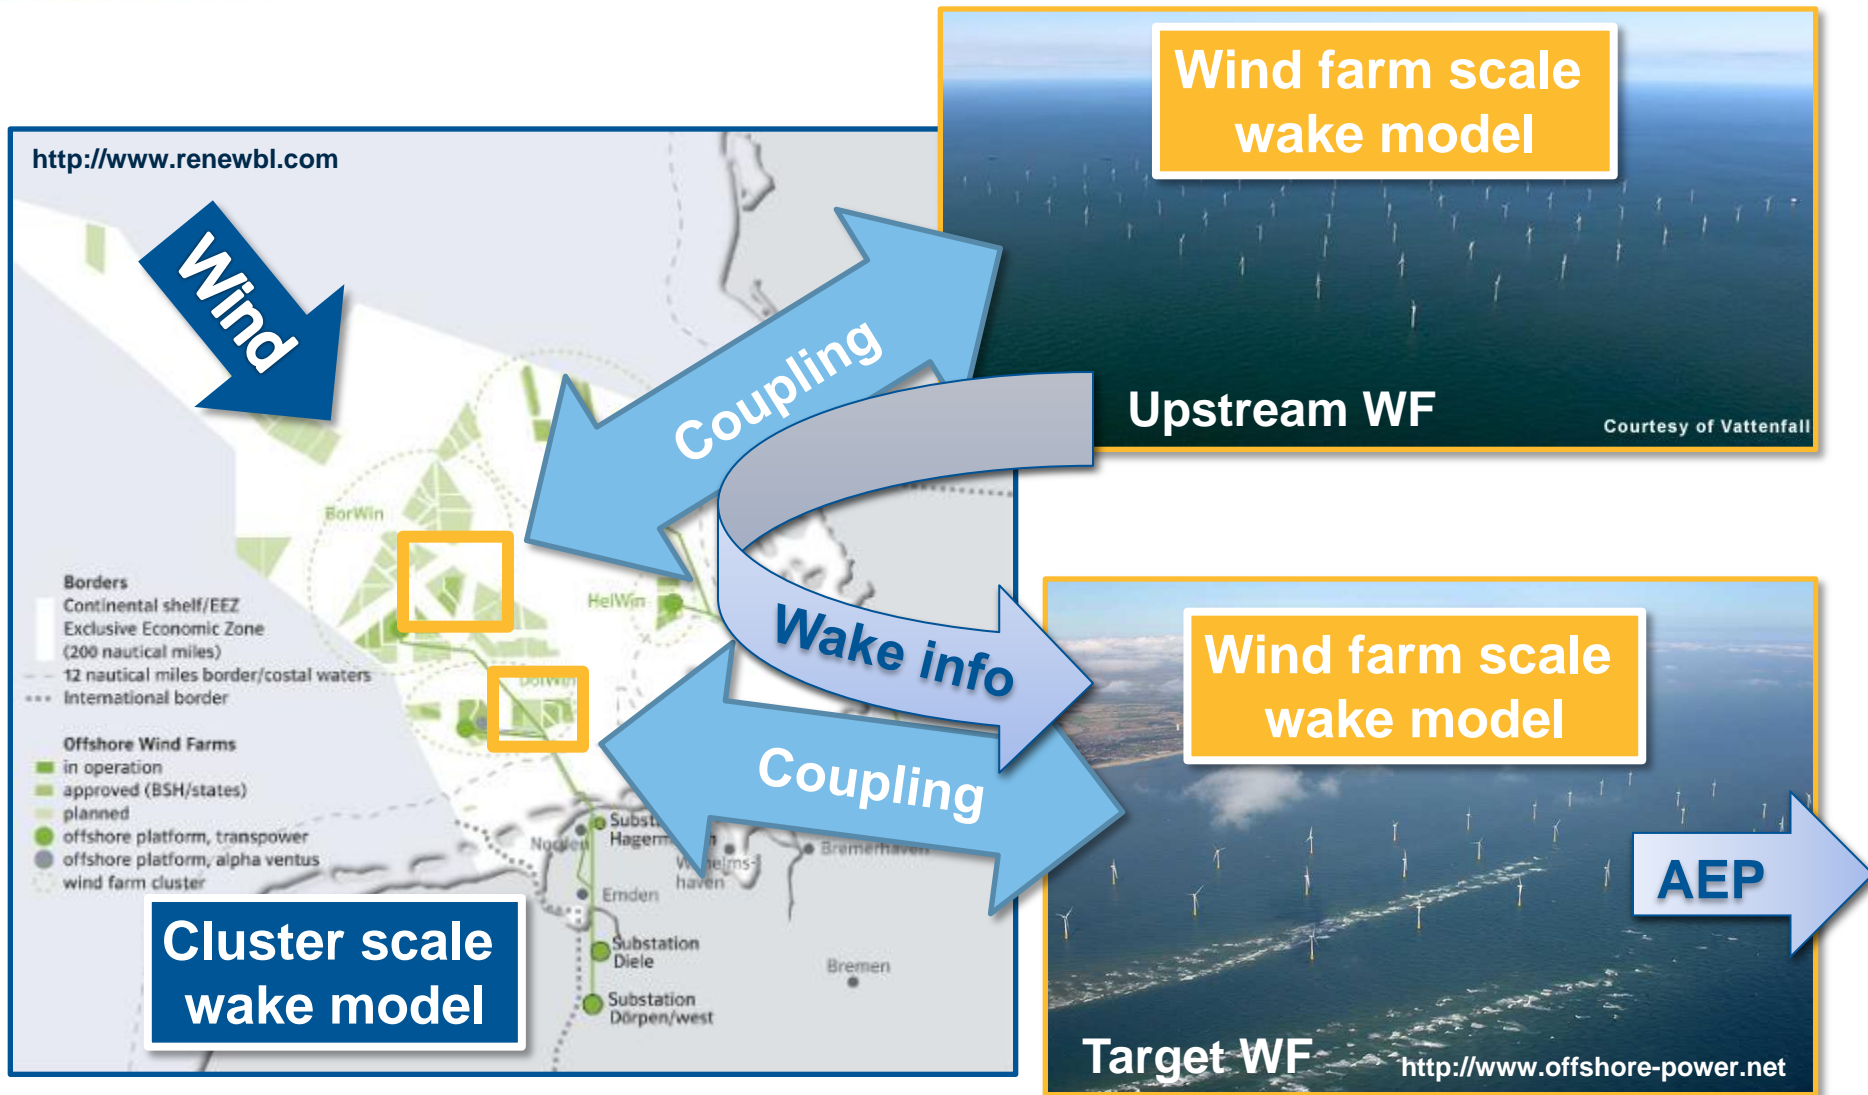 Wind farm scale
wake model
Upstream WF
Courtesy of Vattenfall
http://www.renewbl.com
Wind
Coupling
BorWin
HelWin
Wake info
Coupling
Borders
Continental shelf/EEZ
Exclusive Economic Zone
(200 nautical miles)
12 nautical miles border/costal waters
International border
Offshore Wind Farms
in operation
approved (BSH/states)
planned
offshore platform, transpower
offshore platform, alpha ventus
wind farm cluster
Bremerhaven
Emden
Substation
Diele
Bremen
Substation
Dörpen/west
Cluster scale
wake model
Wind farm scale
wake model
AEP
Target WF
http://www.offshore-power.net